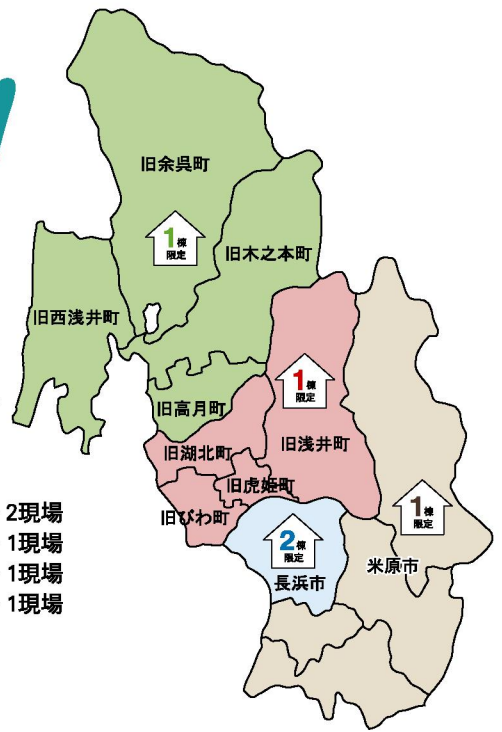 旧余呉町
1棟
限定
旧木之本町
旧西浅井町
1棟
限定
旧高月町
旧浅井町
旧湖北町
旧虎姫町
旧びわ町
1棟
限定
2現場
1現場
1現場
1現場
2棟
限定
長浜市
米原市